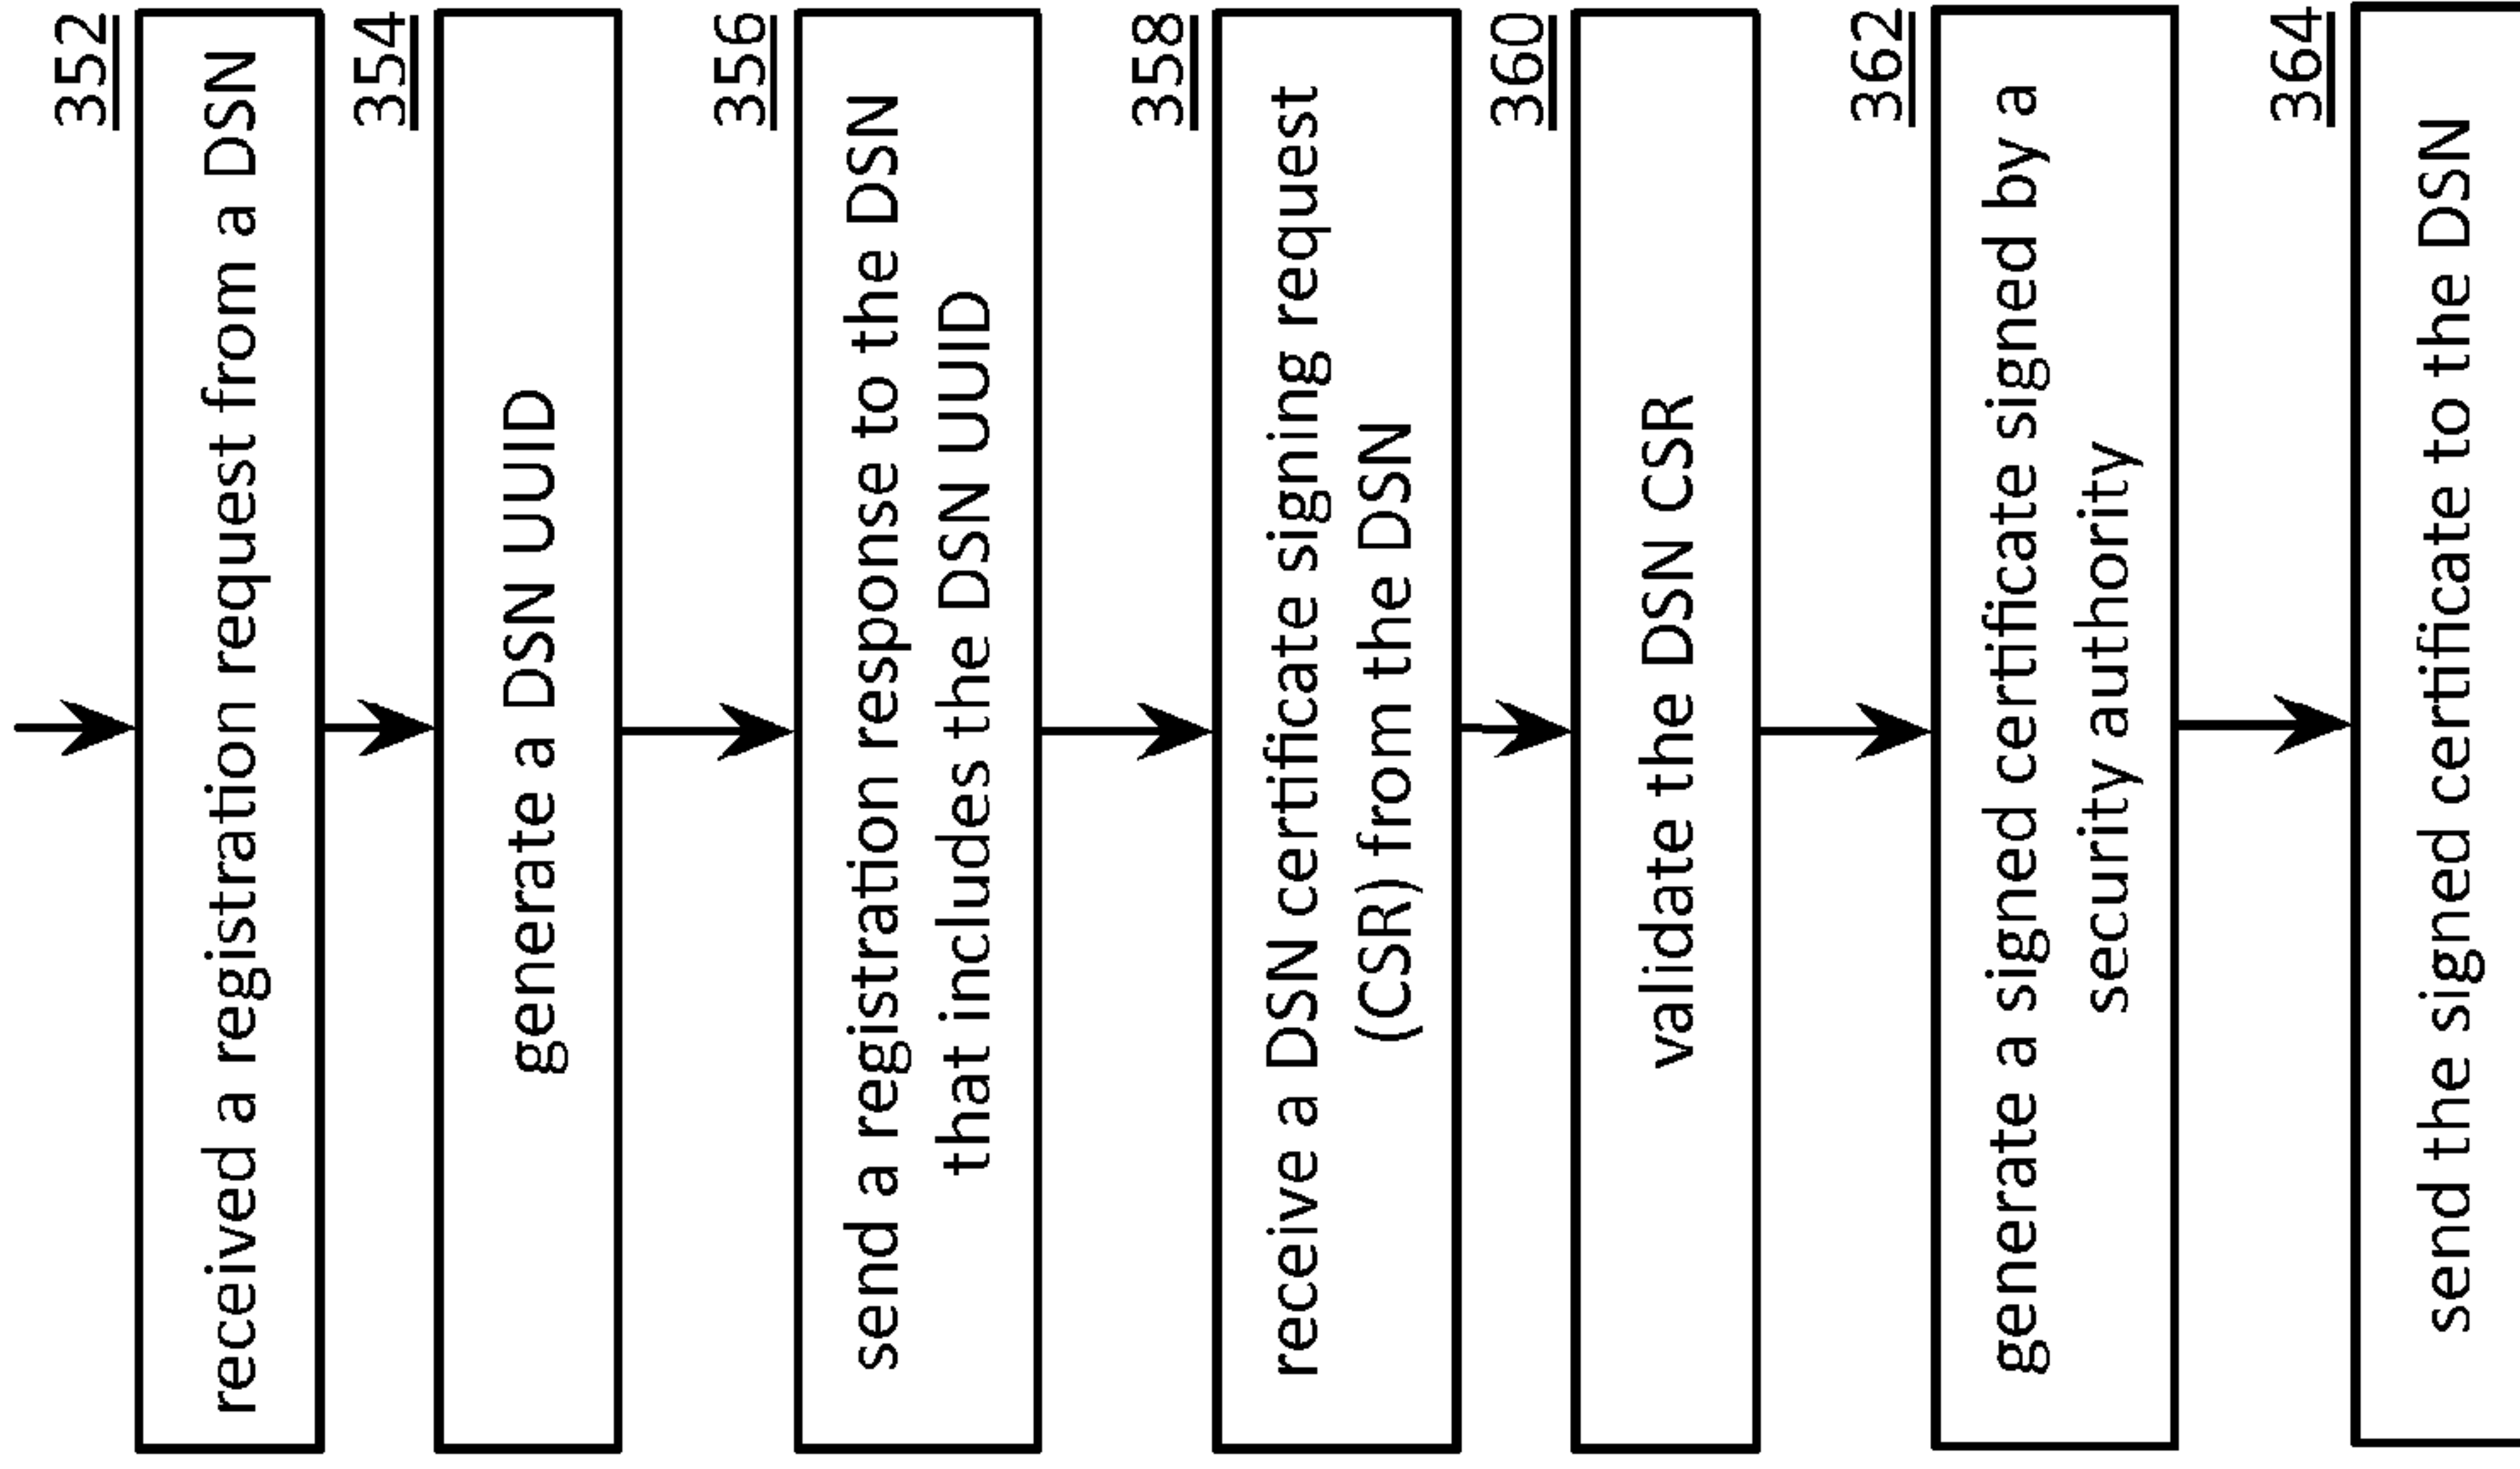 352
received a registration request from a DSN
354
generate a DSN UUID
356
send a registration response to the DSN
that includes the DSN UUID
358
receive a DSN certificate signing request
(CSR) from the DSN
360
validate the DSN CSR
362
generate a signed certificate signed by a
security authority
364
send the signed certificate to the DSN